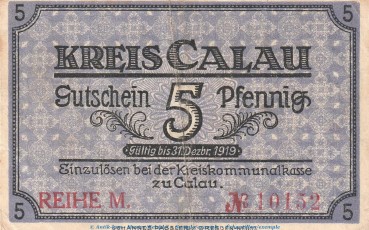 5 5
KREIS CALAU
Gutschein 5 Pfennig
Gültig bis 31. Dezbr. 1919
Einzulösen bei der Kreiskommunalkasse
zu Calau.
REIHE M. № 10152
5 5